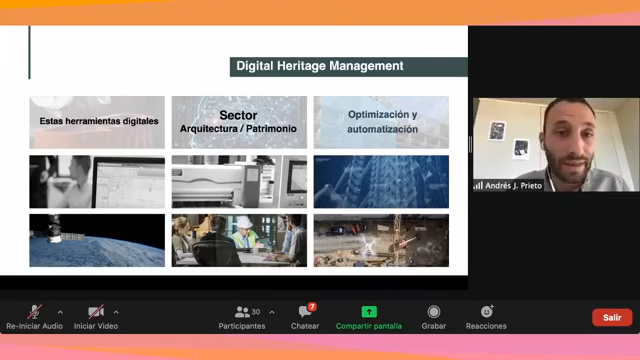 Digital Heritage Management
Estas herramientas digitales
Sector
Arquitectura / Patrimonio
Optimización y
automatización
Andrés J. Prieto
30
7
Re-Iniciar Audio
Iniciar Video
Participantes
Chatear
Compartir pantalla
Grabar
Reacciones
Salir